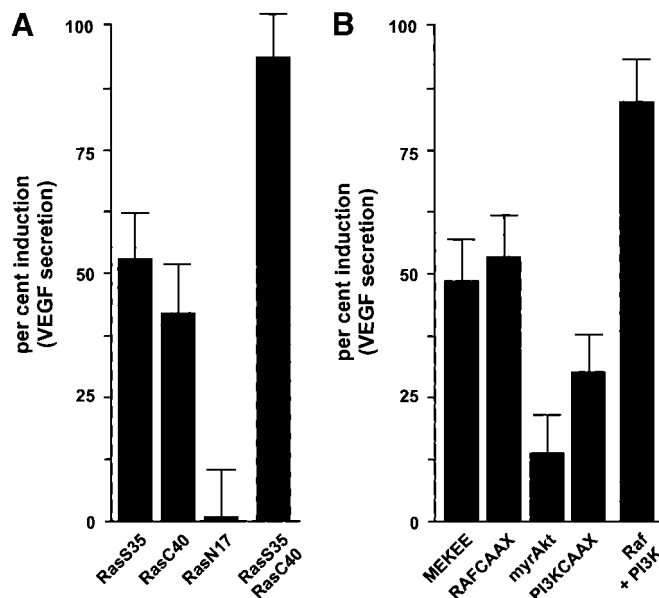 A
per cent induction
(VEGF secretion)
100
75
50
25
0
RasS35
RasC40
RasN17
RasS35
RasC40
B
per cent induction
(VEGF secretion)
100
75
50
25
0
MEKEE
RAFCAAX
myrAkt
PI3KCAAX
Raf
+ PI3K